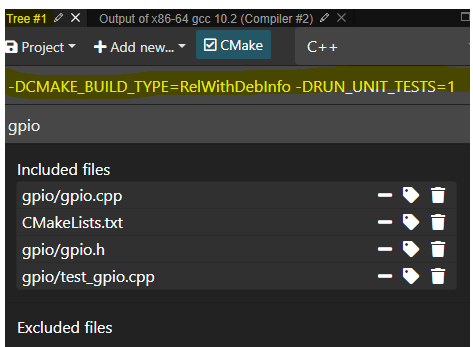 Tree #1 Output of x86-64 gcc 10.2 (Compiler #2)
Project Add new... CMake C++
-DCMAKE_BUILD_TYPE=RelWithDebInfo -DRUN_UNIT_TESTS=1
gpio
Included files
gpio/gpio.cpp
CMakeLists.txt
gpio/gpio.h
gpio/test_gpio.cpp
Excluded files